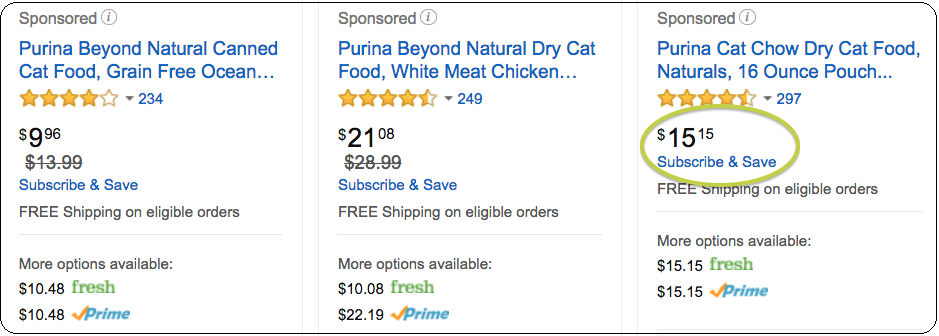 Sponsored
Purina Beyond Natural Canned
Cat Food, Grain Free Ocean…
234
$9 96
$13.99
Subscribe & Save
FREE Shipping on eligible orders
More options available:
$10.48 fresh
$10.48 Prime
Sponsored
Purina Beyond Natural Dry Cat
Food, White Meat Chicken…
249
$21 08
$28.99
Subscribe & Save
FREE Shipping on eligible orders
More options available:
$10.08 fresh
$22.19 Prime
Sponsored
Purina Cat Chow Dry Cat Food,
Naturals, 16 Ounce Pouch...
297
$15 15
Subscribe & Save
FREE Shipping on eligible orders
More options available:
$15.15 fresh
$15.15 Prime